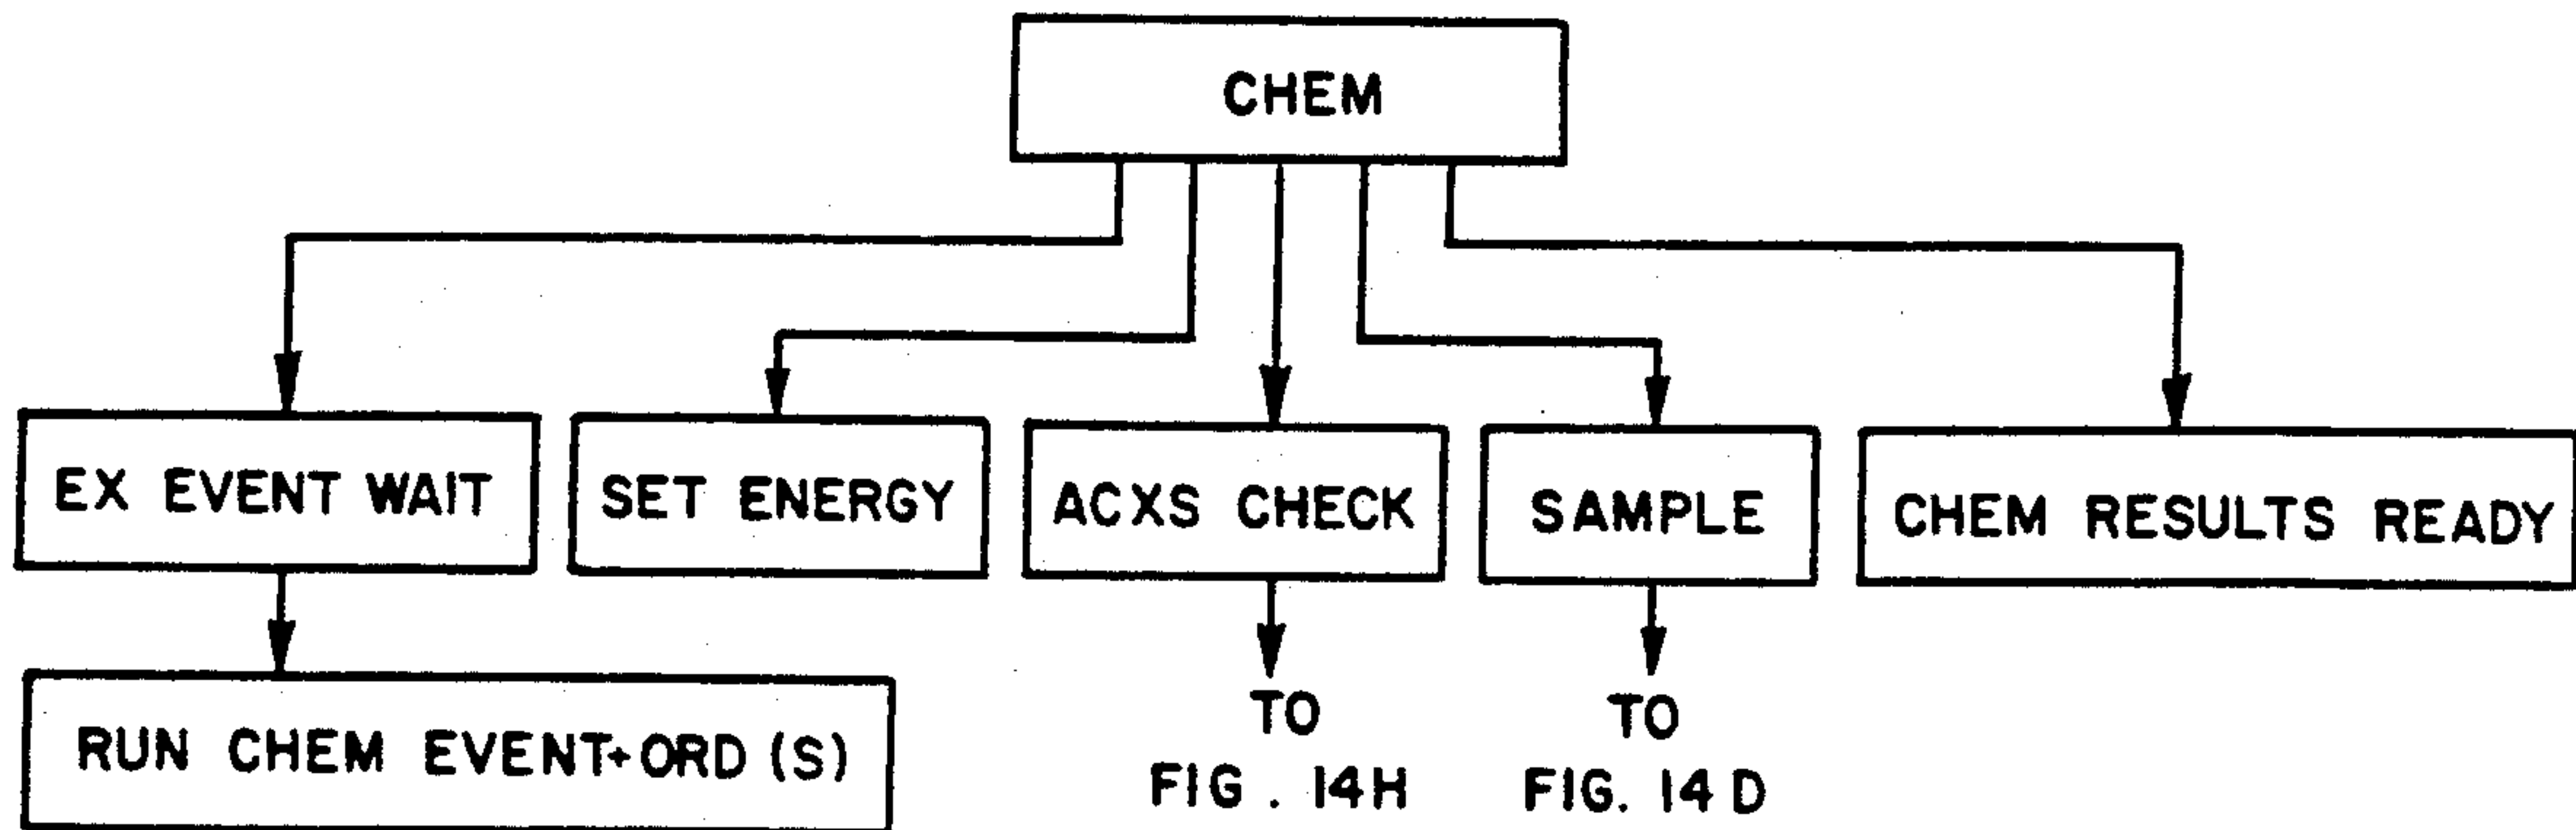 CHEM
EX EVENT WAIT
SET ENERGY
ACXS CHECK
SAMPLE
CHEM RESULTS READY
RUN CHEM EVENT+ORD (S)
TO
FIG. 14H
TO
FIG. 14D